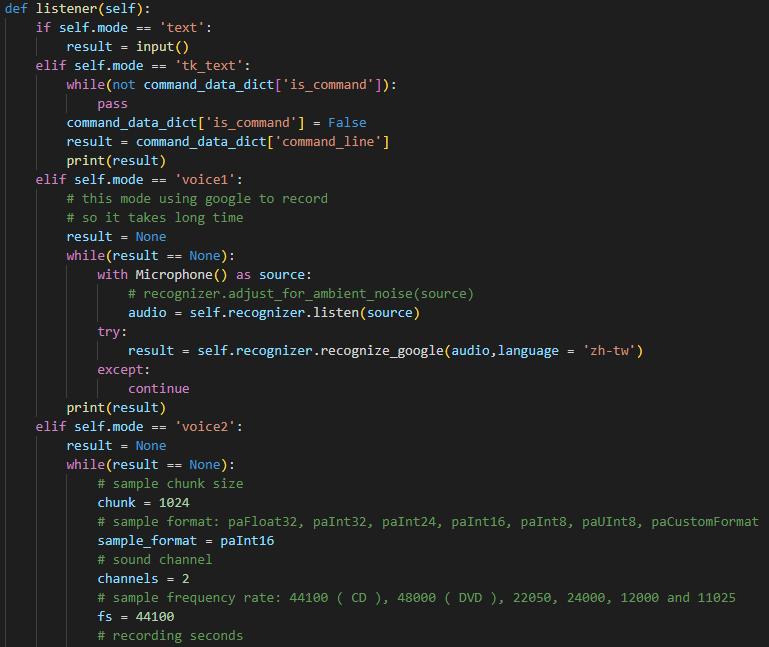 def listener(self):
    if self.mode == 'text':
        result = input()
    elif self.mode == 'tk_text':
        while(not command_data_dict['is_command']):
            pass
        command_data_dict['is_command'] = False
        result = command_data_dict['command_line']
        print(result)
    elif self.mode == 'voice1':
        # this mode using google to record
        # so it takes long time
        result = None
        while(result == None):
            with Microphone() as source:
                # recognizer.adjust_for_ambient_noise(source)
                audio = self.recognizer.listen(source)
            try:
                result = self.recognizer.recognize_google(audio,language = 'zh-tw')
            except:
                continue
        print(result)
    elif self.mode == 'voice2':
        result = None
        while(result == None):
            # sample chunk size
            chunk = 1024
            # sample format: paFloat32, paInt32, paInt24, paInt16, paInt8, paUInt8, paCustomFormat
            sample_format = paInt16
            # sound channel
            channels = 2
            # sample frequency rate: 44100 ( CD ), 48000 ( DVD ), 22050, 24000, 12000 and 11025
            fs = 44100
            # recording seconds